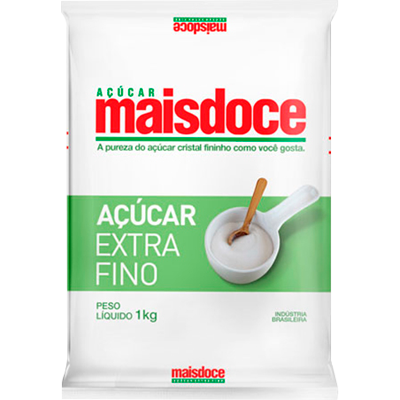 maisdoce
AÇÚCAR
maisdoce
A pureza do açúcar cristal fininho como você gosta.
AÇÚCAR
EXTRA
FINO
PESO
LÍQUIDO 1kg
INDÚSTRIA
BRASILEIRA
maisdoce